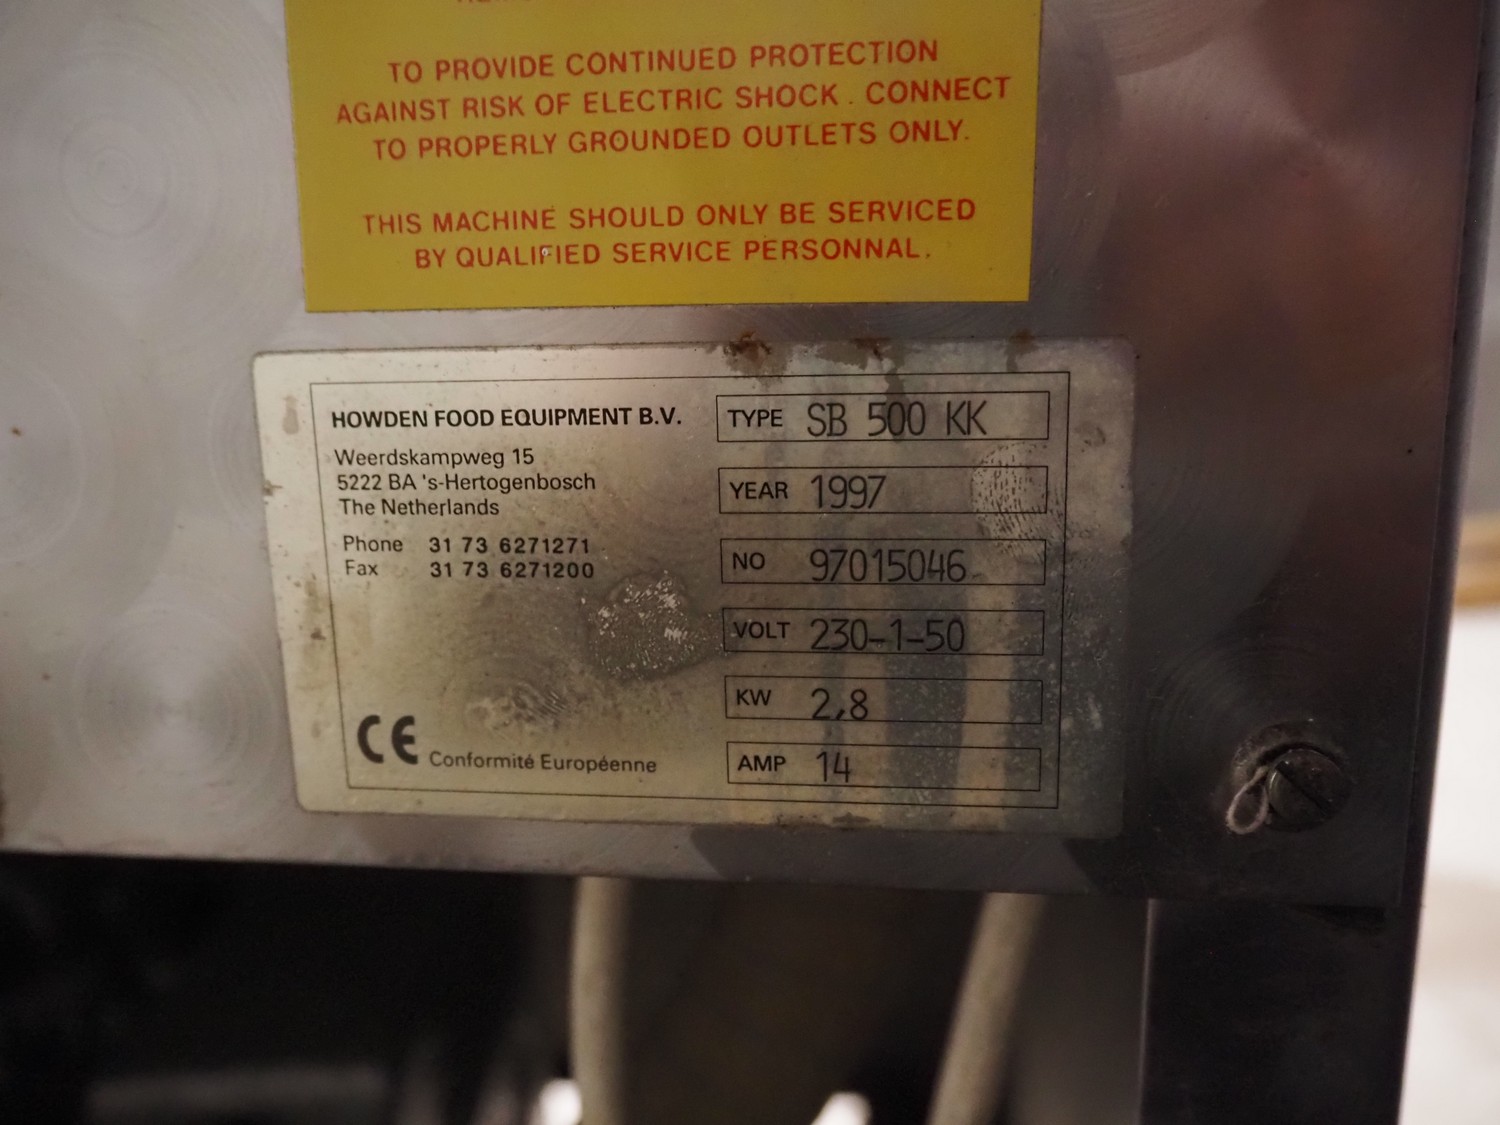 TO PROVIDE CONTINUED PROTECTION
AGAINST RISK OF ELECTRIC SHOCK. CONNECT
TO PROPERLY GROUNDED OUTLETS ONLY.
THIS MACHINE SHOULD ONLY BE SERVICED
BY QUALIFIED SERVICE PERSONNAL.
HOWDEN FOOD EQUIPMENT B.V.
Weerdskampweg 15
5222 BA 's-Hertogenbosch
The Netherlands
Phone 31 73 6271271
Fax 31 73 6271200
CE Conformité Européenne
TYPE SB 500 KK
YEAR 1997
NO 97015046
VOLT 230-1-50
KW 2,8
AMP 14